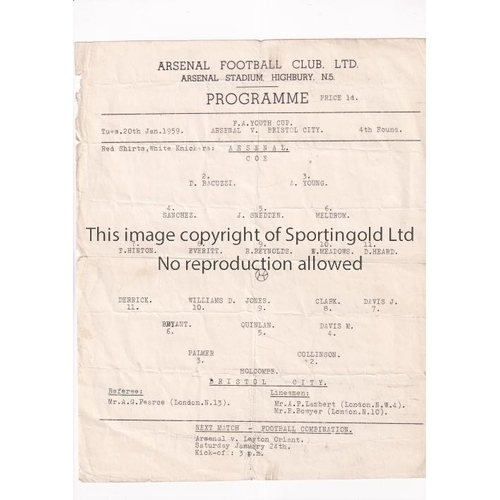 ARSENAL FOOTBALL CLUB, LTD.
ARSENAL STADIUM, HIGHBURY, N.5.
PROGRAMME PRICE 1d.
F.A.YOUTH CUP.
Tues.20th Jan.1959. ARSENAL V. BRISTOL CITY. 4th Round.
Red Shirts,White Knickers: ARSENAL.
COE
2. 3.
D. BACUZZI. A. YOUNG.
4. 5. 6.
SANCHEZ. J. SNEDDEN. WELDRUM.
This image copyright of Sportingold Ltd
7. 8. 9. 10. 11.
T.HINTON. EVERITT. R.REYNOLDS. W.MEADOWS. D.HEARD.
No reproduction allowed
DERRICK. WILLIAMS D. JONES. CLARK. DAVIS J.
11. 10. 9. 8. 7.
BRYANT. QUINLAN. DAVIS M.
6. 5. 4.
PALMER COLLINSON.
3. 2.
HOLCOMBE.
BRISTOL CITY.
Referee: Linesmen:
Mr.A.G.Pearce (London.N.13). Mr.A.F.Lambert (London.N.W.4).
Mr.P.Bowyer (London.N.10).
NEXT MATCH - FOOTBALL COMBINATION.
Arsenal v. Leyton Orient.
Saturday January 24th.
Kick-of: 3 p.m.